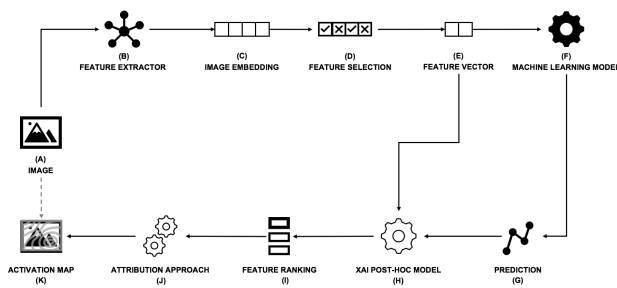 (B)
FEATURE EXTRACTOR
(C)
IMAGE EMBEDDING
(D)
FEATURE SELECTION
(E)
FEATURE VECTOR
(F)
MACHINE LEARNING MODEL
(A)
IMAGE
ACTIVATION MAP
(K)
ATTRIBUTION APPROACH
(J)
FEATURE RANKING
(I)
XAI POST-HOC MODEL
(H)
PREDICTION
(G)